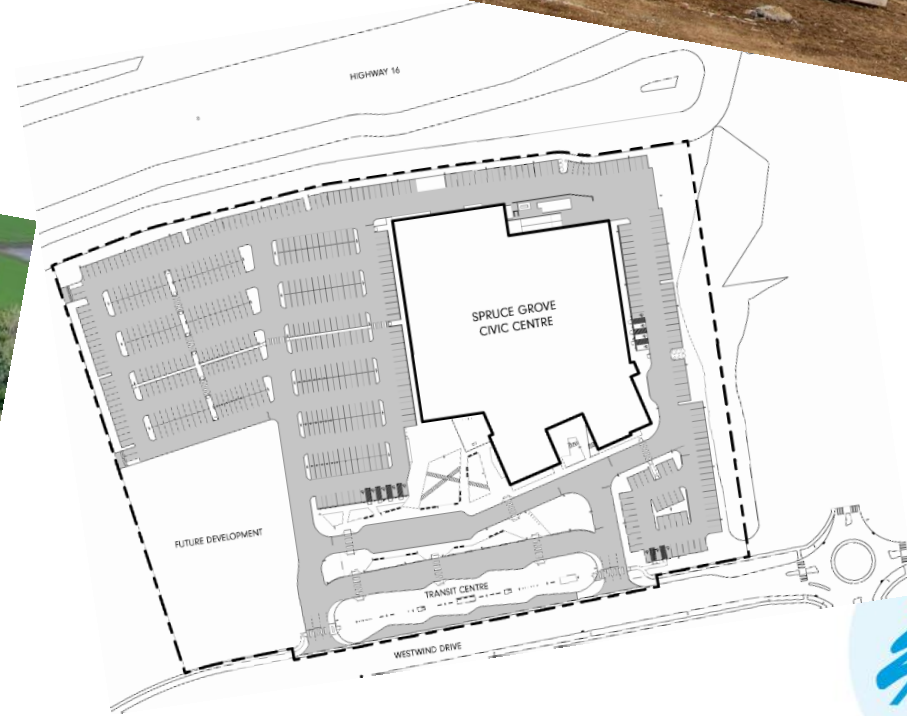 HIGHWAY 16
SPRUCE GROVE
CIVIC CENTRE
FUTURE DEVELOPMENT
TRANSIT CENTRE
WESTWIND DRIVE